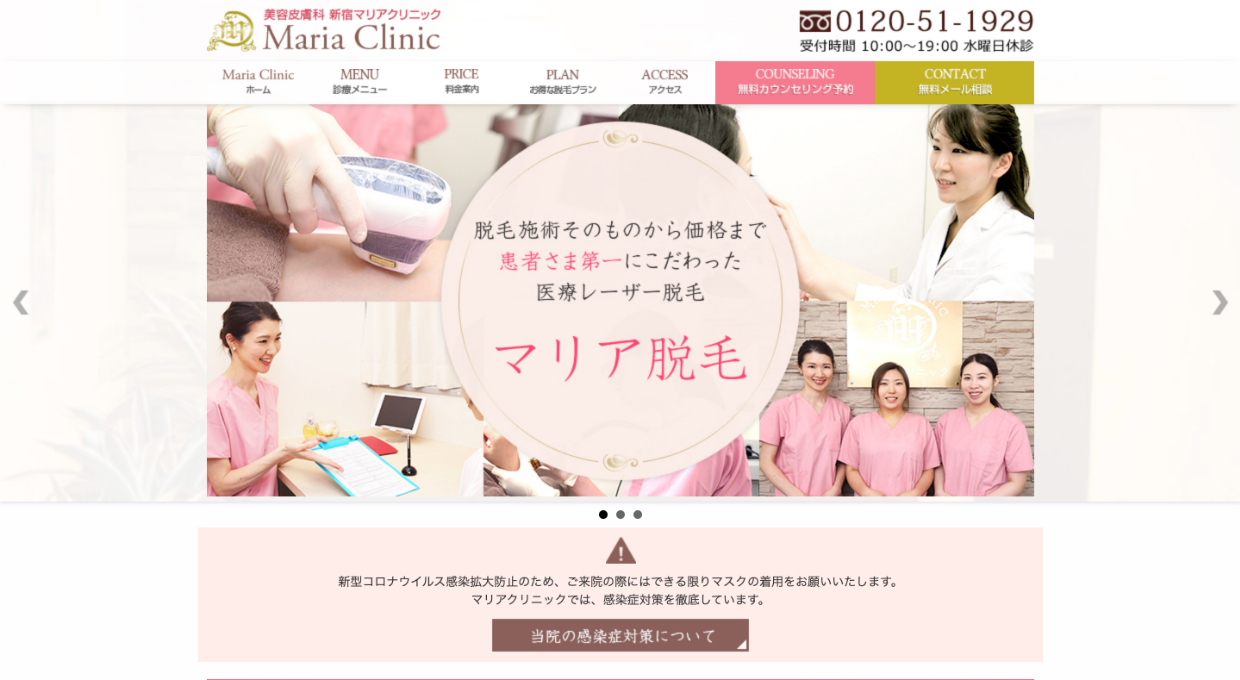 美容皮膚科 新宿マリアクリニック
Maria Clinic
0120-51-1929
受付時間 10:00〜19:00 水曜日休診
Maria Clinic
ホーム
MENU
診療メニュー
PRICE
料金案内
PLAN
お得な脱毛プラン
ACCESS
アクセス
COUNSELING
無料カウンセリング予約
CONTACT
無料メール相談
脱毛施術そのものから価格まで
患者さま第一にこだわった
医療レーザー脱毛
マリア脱毛
新型コロナウイルス感染拡大防止のため、ご来院の際にはできる限りマスクの着用をお願いいたします。
マリアクリニックでは、感染症対策を徹底しています。
当院の感染症対策について